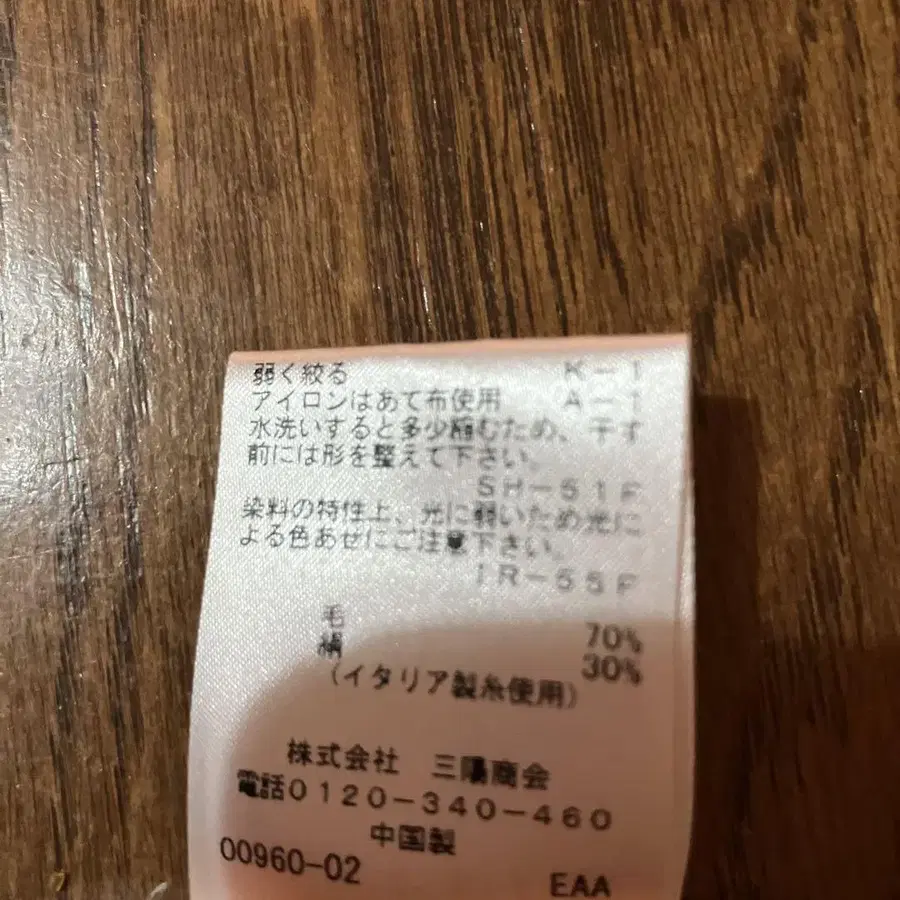 弱く絞る K-1
アイロンはあて布使用 A-1
水洗いすると多少縮むため、干す
前には形を整えて下さい。
SH-51F
染料の特性上、光に弱いため光に
よる色あせにご注意下さい。
IR-55F
毛 70%
絹 30%
(イタリア製糸使用)
株式会社 三陽商会
電話0120-340-460
中国製
00960-02 EAA